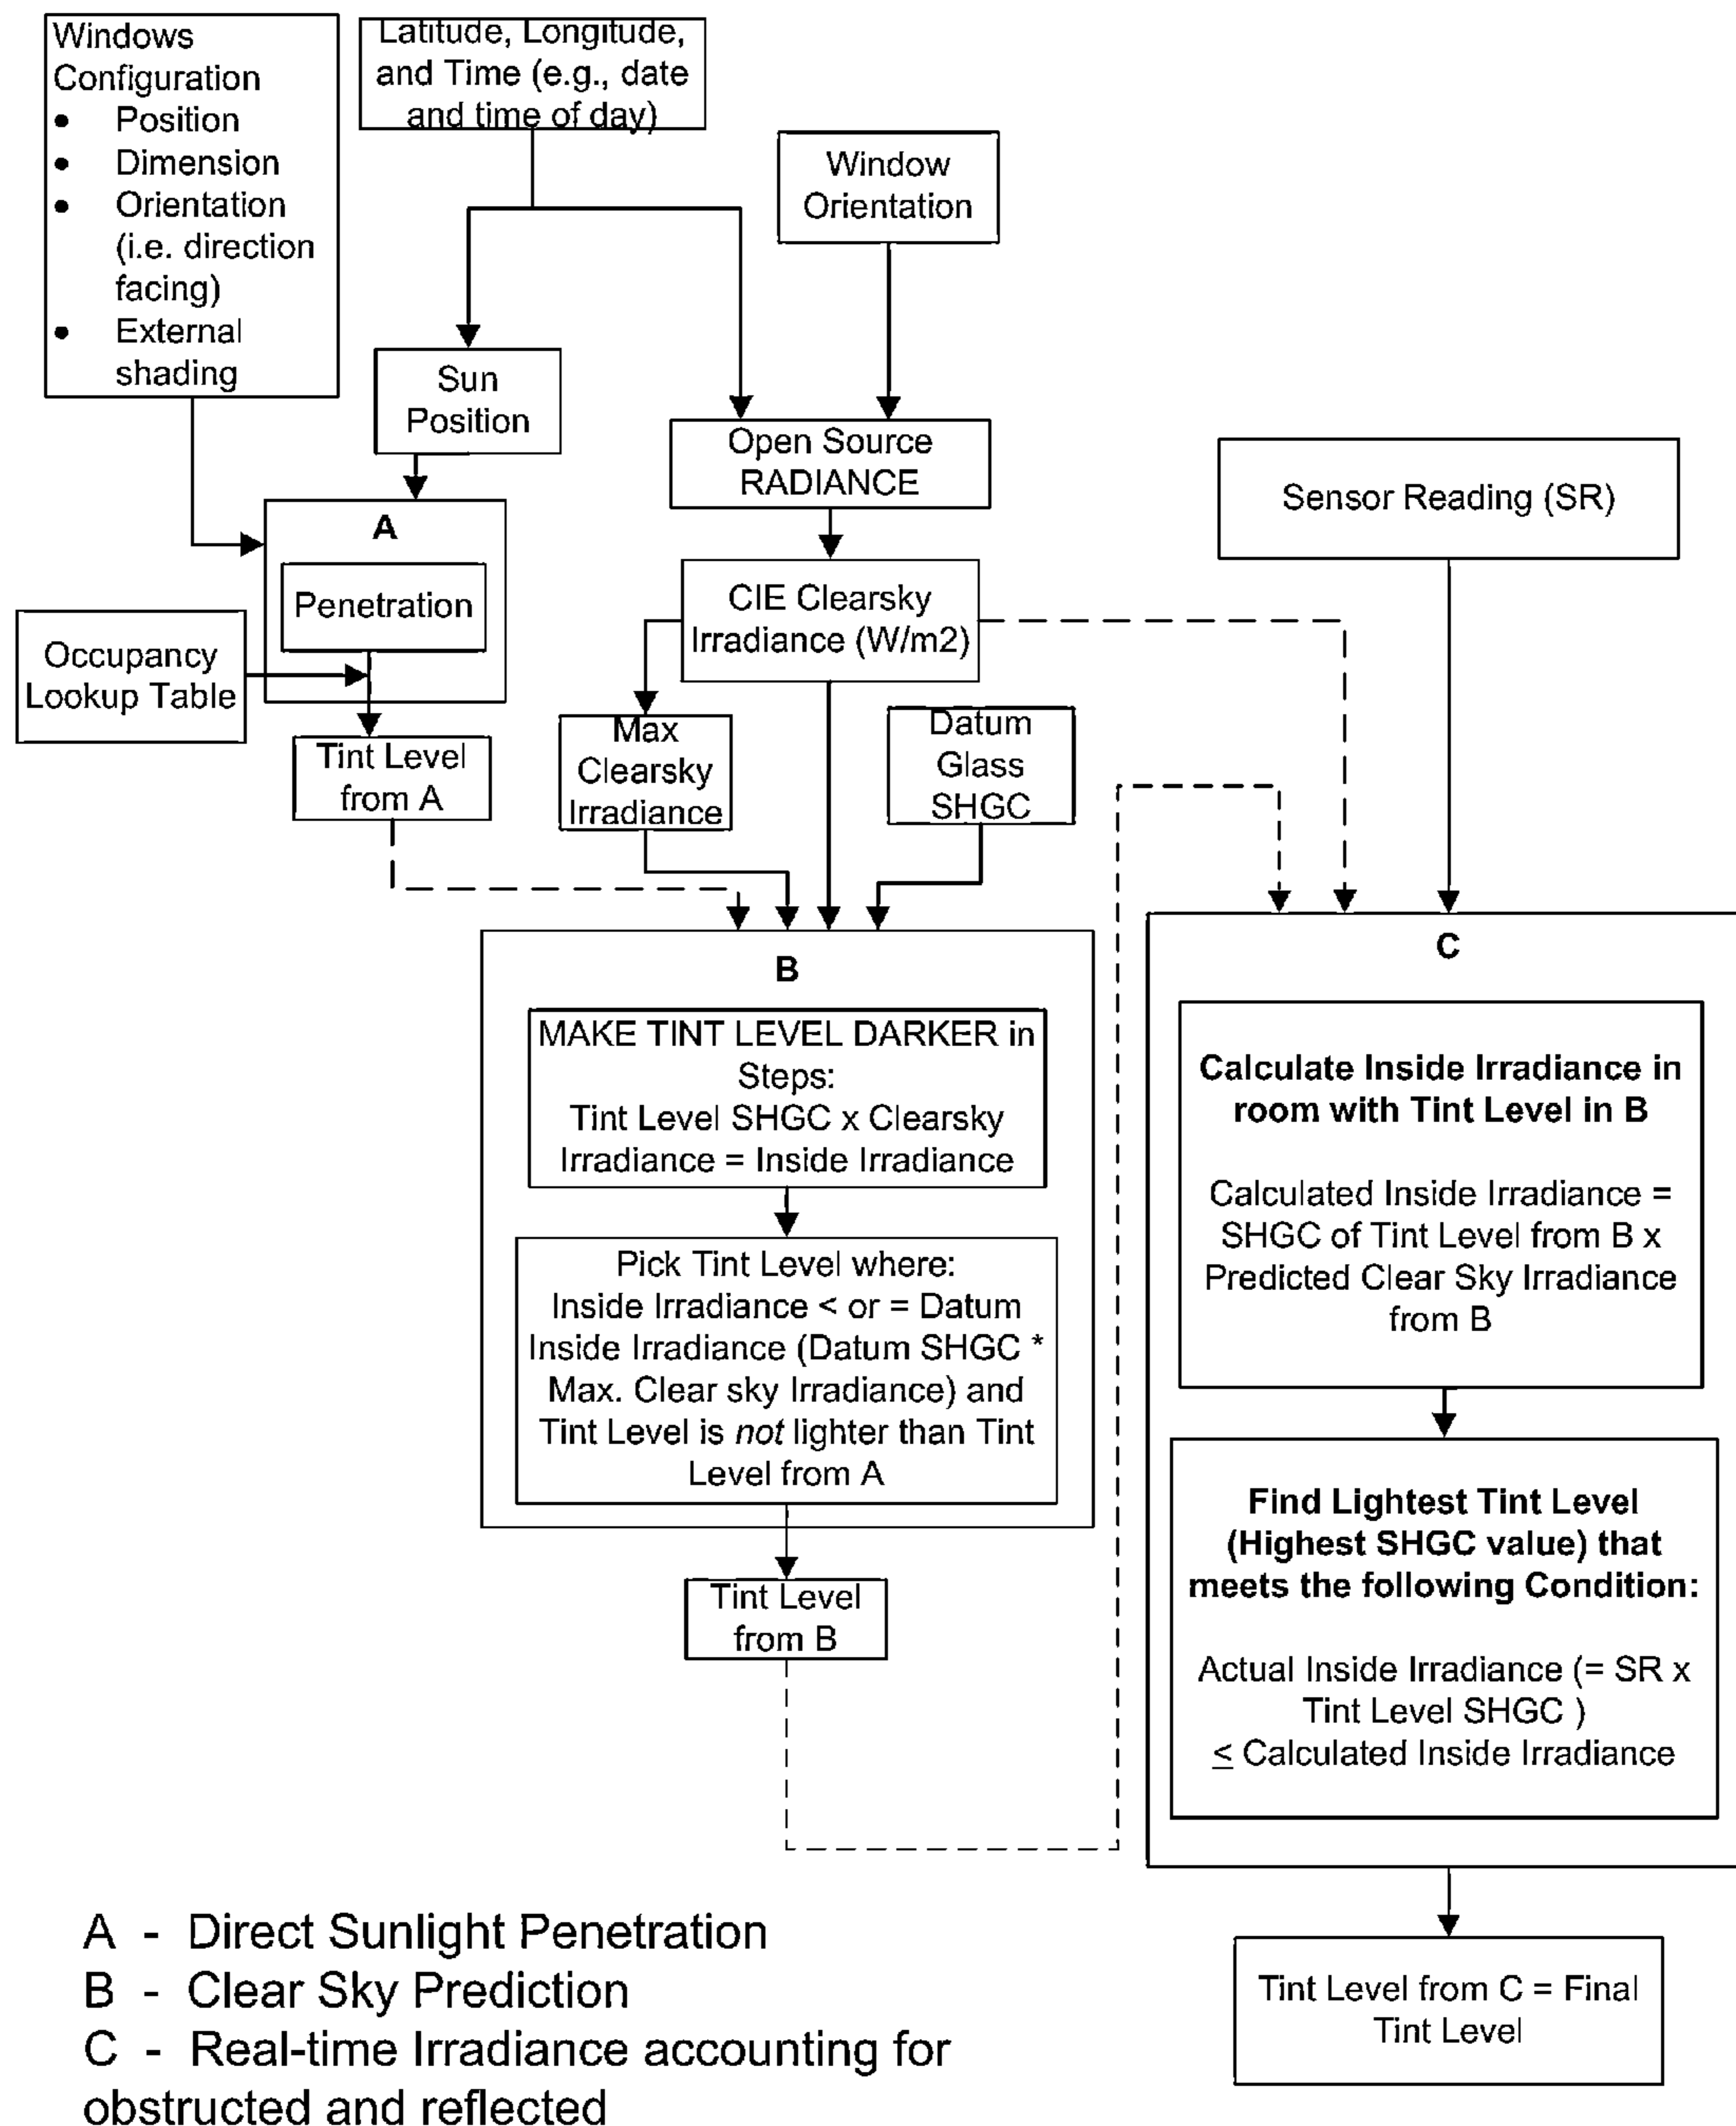 Windows
Configuration
• Position
• Dimension
• Orientation
(i.e. direction
facing)
• External
shading
Latitude, Longitude,
and Time (e.g., date
and time of day)
Window
Orientation
Sun
Position
Open Source
RADIANCE
Sensor Reading (SR)
A
Penetration
Occupancy
Lookup Table
CIE Clearsky
Irradiance (W/m2)
Tint Level
from A
Max
Clearsky
Irradiance
Datum
Glass
SHGC
B
MAKE TINT LEVEL DARKER in
Steps:
Tint Level SHGC x Clearsky
Irradiance = Inside Irradiance
Pick Tint Level where:
Inside Irradiance < or = Datum
Inside Irradiance (Datum SHGC *
Max. Clear sky Irradiance) and
Tint Level is not lighter than Tint
Level from A
Tint Level
from B
C
Calculate Inside Irradiance in
room with Tint Level in B
Calculated Inside Irradiance =
SHGC of Tint Level from B x
Predicted Clear Sky Irradiance
from B
Find Lightest Tint Level
(Highest SHGC value) that
meets the following Condition:
Actual Inside Irradiance (= SR x
Tint Level SHGC )
≤ Calculated Inside Irradiance
Tint Level from C = Final
Tint Level
A - Direct Sunlight Penetration
B - Clear Sky Prediction
C - Real-time Irradiance accounting for
obstructed and reflected